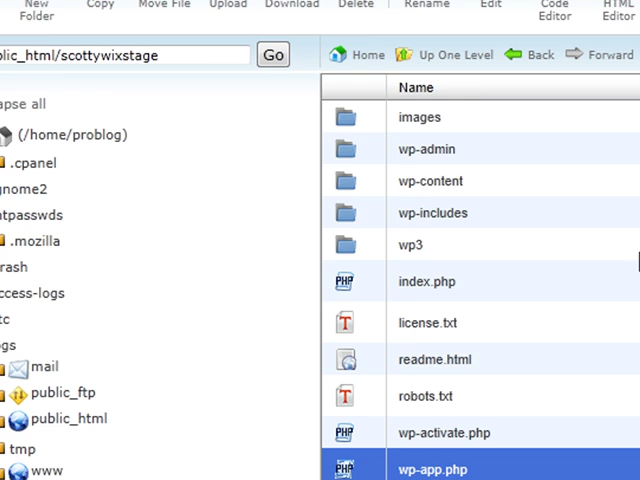 New Folder
Copy
Move File
Upload
Download
Delete
Rename
Edit
Code Editor
HTML Editor
blic_html/scottywixstage
Go
Home
Up One Level
Back
Forward
apse all
(/home/problog)
.cpanel
gnome2
tpasswds
.mozilla
rash
ccess-logs
tc
gs
mail
public_ftp
public_html
tmp
www
Name
images
wp-admin
wp-content
wp-includes
wp3
index.php
license.txt
readme.html
robots.txt
wp-activate.php
wp-app.php